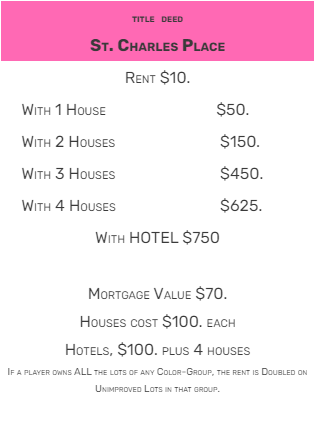 TITLE DEED
ST. CHARLES PLACE
RENT $10.
WITH 1 HOUSE $50.
WITH 2 HOUSES $150.
WITH 3 HOUSES $450.
WITH 4 HOUSES $625.
WITH HOTEL $750
MORTGAGE VALUE $70.
HOUSES COST $100. EACH
HOTELS, $100. PLUS 4 HOUSES
IF A PLAYER OWNS ALL THE LOTS OF ANY COLOR-GROUP, THE RENT IS DOUBLED ON
UNIMPROVED LOTS IN THAT GROUP.